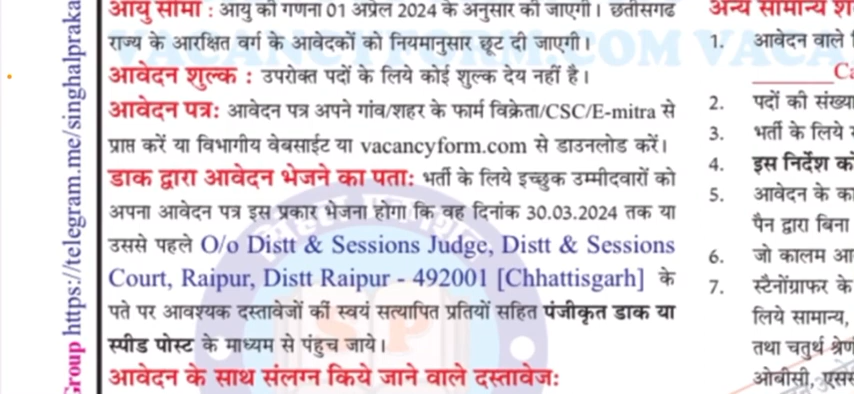 आयु सीमा : आयु की गणना 01 अप्रेल 2024 के अनुसार की जाएगी। छतीसगढ
राज्य के आरक्षित वर्ग के आवेदकों को नियमानुसार छूट दी जाएगी।
आवेदन शुल्क : उपरोक्त पदों के लिये कोई शुल्क देय नहीं है।
आवेदन पत्र: आवेदन पत्र अपने गांव/शहर के फार्म विक्रेता/CSC/E-mitra से
प्राप्त करें या विभागीय वेबसाईट या vacancyform.com से डाउनलोड करें।
डाक द्वारा आवेदन भेजने का पता: भर्ती के लिये इच्छुक उम्मीदवारों को
अपना आवेदन पत्र इस प्रकार भेजना होगा कि वह दिनांक 30.03.2024 तक या
उससे पहले O/o Distt & Sessions Judge, Distt & Sessions
Court, Raipur, Distt Raipur - 492001 [Chhattisgarh] के
पते पर आवश्यक दस्तावेजों कीं स्वयं सत्यापित प्रतियों सहित पंजीकृत डाक या
स्पीड पोस्ट के माध्यम से पंहुच जाये।
आवेदन के साथ संलग्न किये जाने वाले दस्तावेज:
अन्य सामान्य
1. आवेदन वाले
2. पदों की संख्या
3. भर्ती के लिये
4. इस निर्देश को
5. आवेदन के
पैन द्वारा बिना
6. जो कालम
7. स्टैनोंग्राफर के
लिये सामान्य,
तथा चतुर्थ
ओबीसी,
Group https://telegram.me/singhalpraka
VACANCYFORM.COM